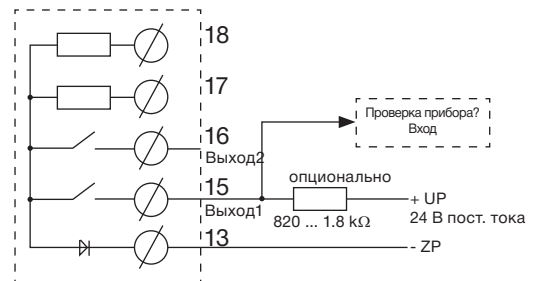 18
17
Проверка прибора?
Вход
16
Выход2
опционально
15
Выход1
+ UP
820 ... 1.8 kΩ
24 В пост. тока
13
- ZP